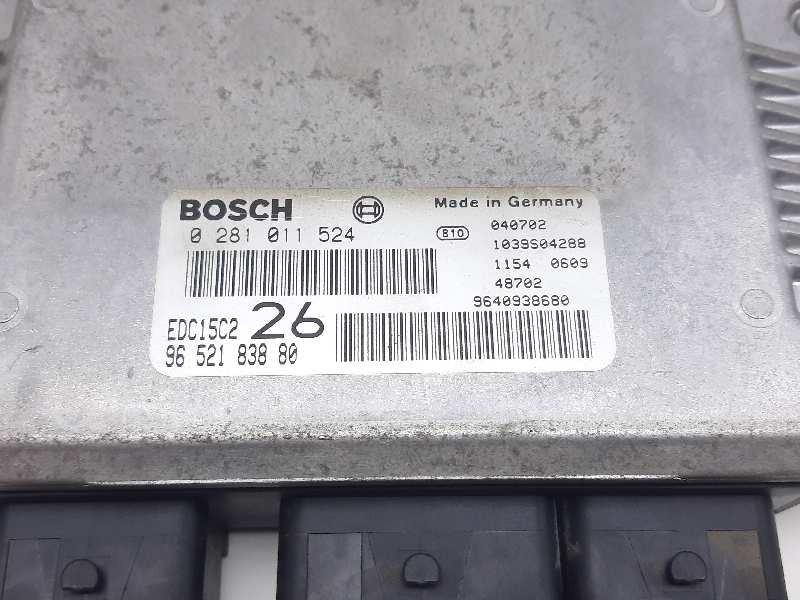 BOSCH
Made in Germany
0 281 011 524
B10
040702
1039S04288
1154 0609
48702
9640938680
EDC15C2 26
96 521 838 80